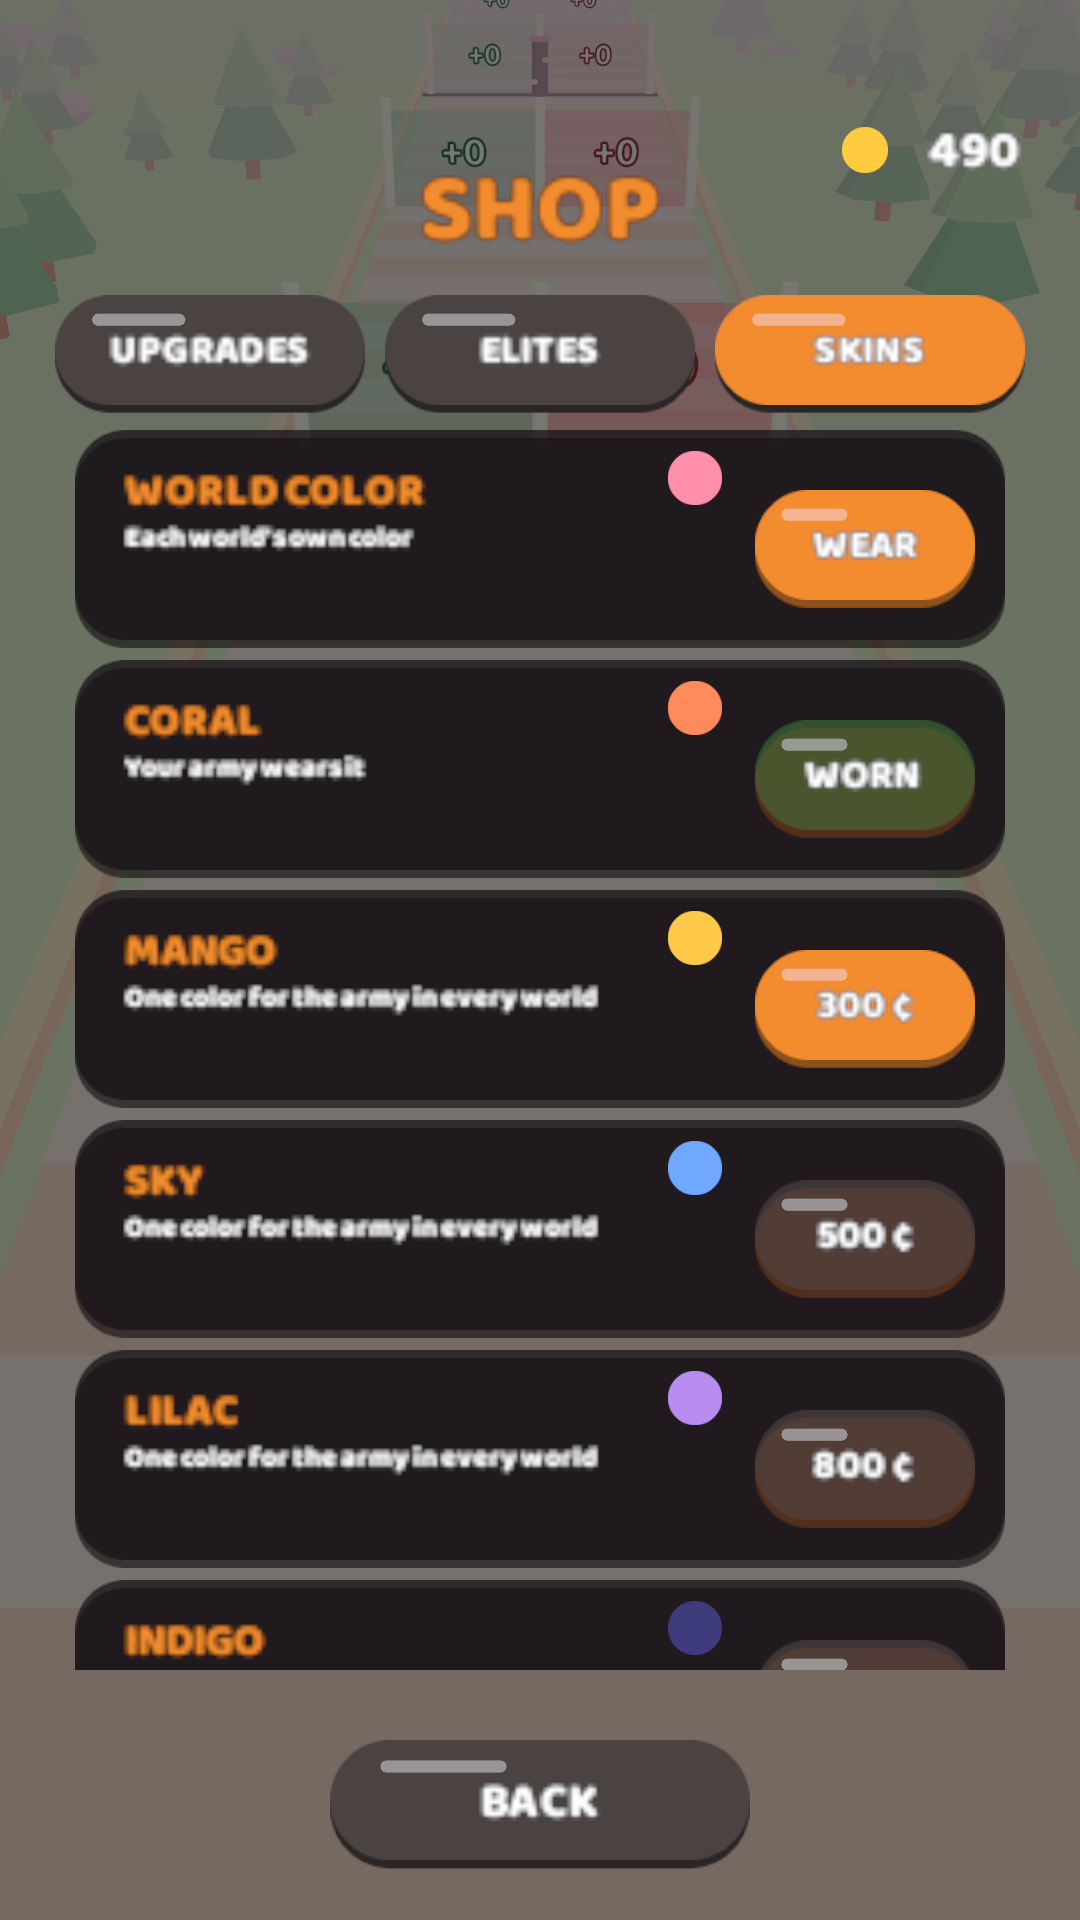 +0 +0
+0 +0
+0 +0
490
SHOP
UPGRADES
ELITES
SKINS
WORLD COLOR
Each world's own color
WEAR
CORAL
Your army wears it
WORN
MANGO
One color for the army in every world
300 ¢
SKY
One color for the army in every world
500 ¢
LILAC
One color for the army in every world
800 ¢
INDIGO
BACK